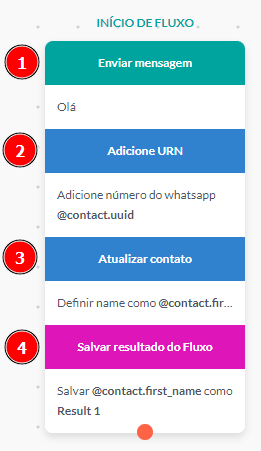 INÍCIO DE FLUXO
1 Enviar mensagem
Olá
2 Adicione URN
Adicione número do whatsapp
@contact.uuid
3 Atualizar contato
Definir name como @contact.fir...
4 Salvar resultado do Fluxo
Salvar @contact.first_name como
Result 1